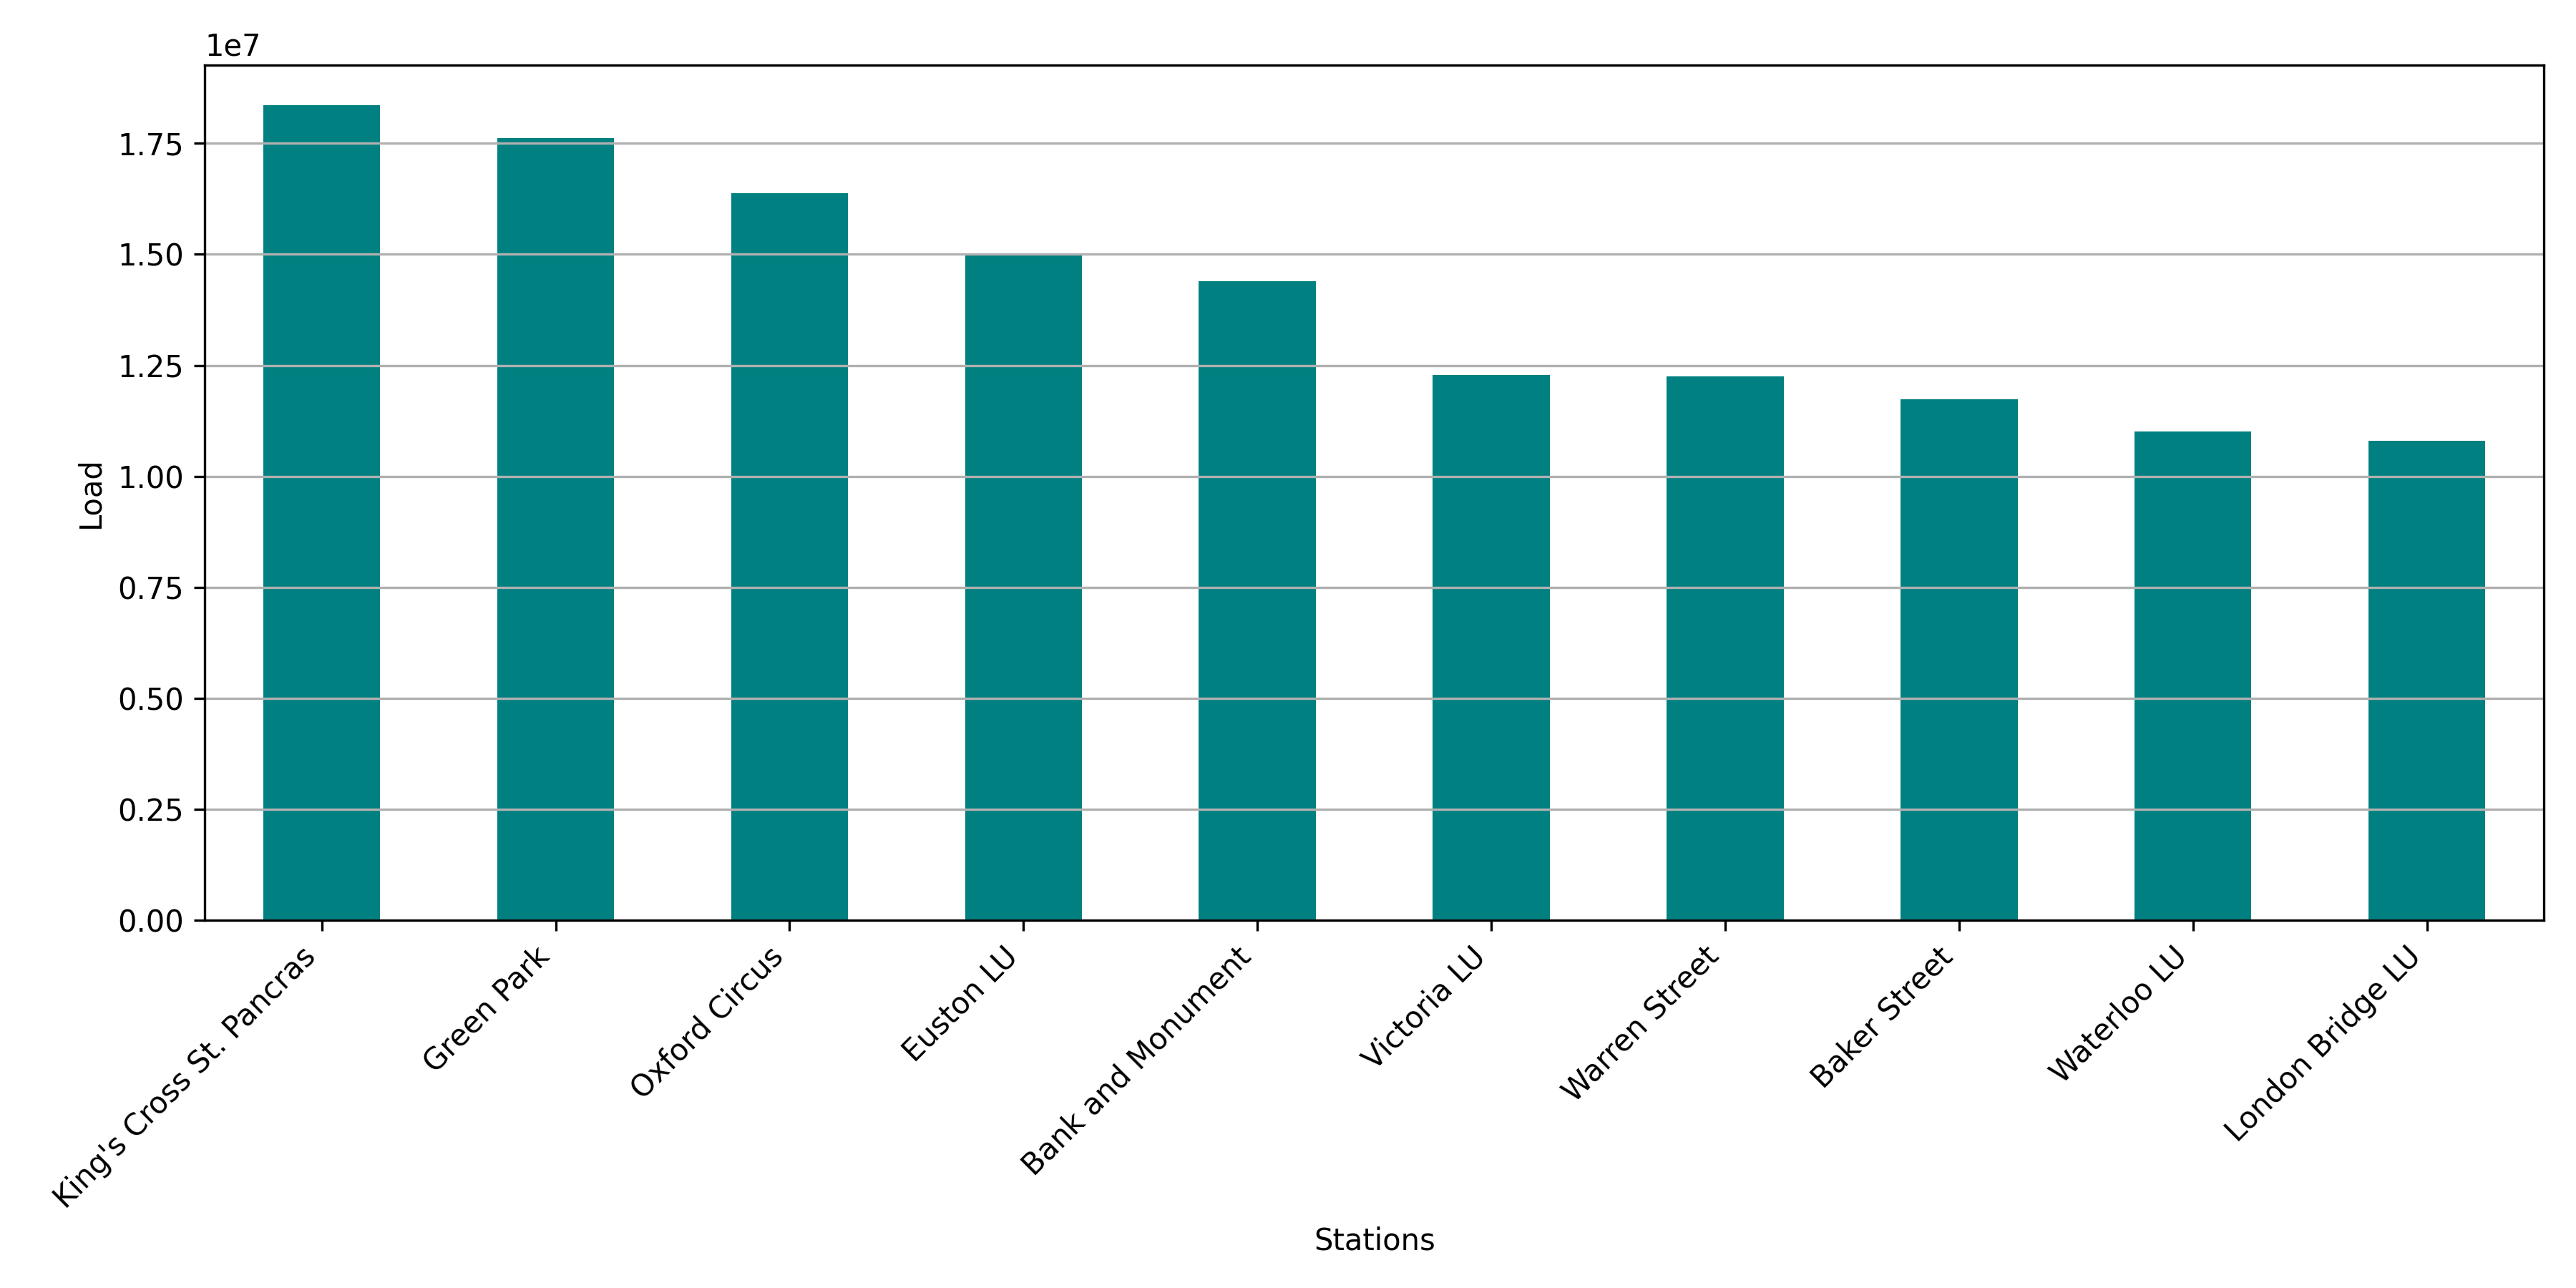 1e7
1.75
1.50
1.25
1.00
0.75
0.50
0.25
0.00
Load
King's Cross St. Pancras
Green Park
Oxford Circus
Euston LU
Bank and Monument
Victoria LU
Warren Street
Baker Street
Waterloo LU
London Bridge LU
Stations